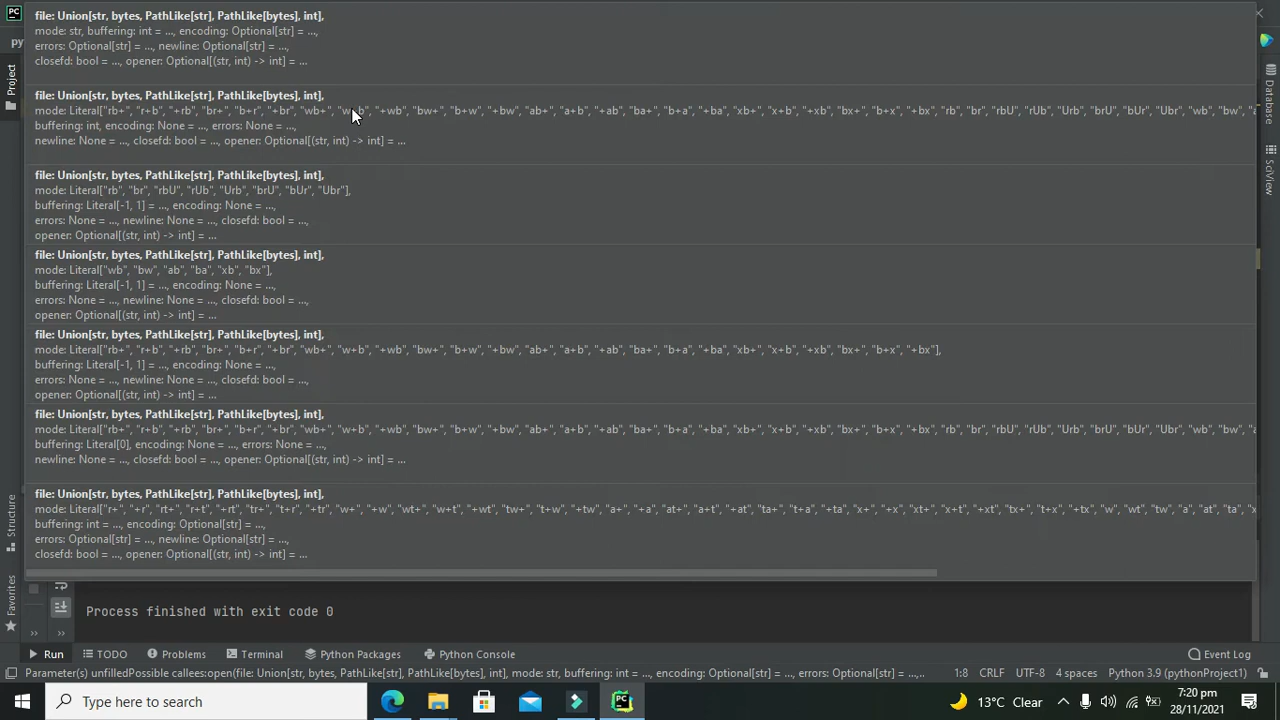 file: Union[str, bytes, PathLike[str], PathLike[bytes], int],
mode: str, buffering: int = ..., encoding: Optional[str] = ...,
errors: Optional[str] = ..., newline: Optional[str] = ...,
closefd: bool = ..., opener: Optional[(str, int) -> int] = ...
file: Union[str, bytes, PathLike[str], PathLike[bytes], int],
mode: Literal["rb+", "r+b", "+rb", "br+", "b+r", "+br", "wb+", "w+b", "+wb", "bw+", "b+w", "+bw", "ab+", "a+b", "+ab", "ba+", "b+a", "+ba", "xb+", "x+b", "+xb", "bx+", "b+x", "+bx", "rb", "br", "rbU", "rUb", "Urb", "brU", "bUr", "Ubr", "wb", "bw", "a
buffering: int, encoding: None = ..., errors: None = ...,
newline: None = ..., closefd: bool = ..., opener: Optional[(str, int) -> int] = ...
file: Union[str, bytes, PathLike[str], PathLike[bytes], int],
mode: Literal["rb", "br", "rbU", "rUb", "Urb", "brU", "bUr", "Ubr"],
buffering: Literal[-1, 1] = ..., encoding: None = ...,
errors: None = ..., newline: None = ..., closefd: bool = ...,
opener: Optional[(str, int) -> int] = ...
file: Union[str, bytes, PathLike[str], PathLike[bytes], int],
mode: Literal["wb", "bw", "ab", "ba", "xb", "bx"],
buffering: Literal[-1, 1] = ..., encoding: None = ...,
errors: None = ..., newline: None = ..., closefd: bool = ...,
opener: Optional[(str, int) -> int] = ...
file: Union[str, bytes, PathLike[str], PathLike[bytes], int],
mode: Literal["rb+", "r+b", "+rb", "br+", "b+r", "+br", "wb+", "w+b", "+wb", "bw+", "b+w", "+bw", "ab+", "a+b", "+ab", "ba+", "b+a", "+ba", "xb+", "x+b", "+xb", "bx+", "b+x", "+bx"],
buffering: Literal[-1, 1] = ..., encoding: None = ...,
errors: None = ..., newline: None = ..., closefd: bool = ...,
opener: Optional[(str, int) -> int] = ...
file: Union[str, bytes, PathLike[str], PathLike[bytes], int],
mode: Literal["rb+", "r+b", "+rb", "br+", "b+r", "+br", "wb+", "w+b", "+wb", "bw+", "b+w", "+bw", "ab+", "a+b", "+ab", "ba+", "b+a", "+ba", "xb+", "x+b", "+xb", "bx+", "b+x", "+bx", "rb", "br", "rbU", "rUb", "Urb", "brU", "bUr", "Ubr", "wb", "bw", "a
buffering: Literal[0], encoding: None = ..., errors: None = ...,
newline: None = ..., closefd: bool = ..., opener: Optional[(str, int) -> int] = ...
file: Union[str, bytes, PathLike[str], PathLike[bytes], int],
mode: Literal["r+", "+r", "rt+", "r+t", "+rt", "tr+", "t+r", "+tr", "w+", "+w", "wt+", "w+t", "+wt", "tw+", "t+w", "+tw", "a+", "+a", "at+", "a+t", "+at", "ta+", "t+a", "+ta", "x+", "+x", "xt+", "x+t", "+xt", "tx+", "t+x", "+tx", "w", "wt", "tw", "a", "at", "ta", "x
buffering: int = ..., encoding: Optional[str] = ...,
errors: Optional[str] = ..., newline: Optional[str] = ...,
closefd: bool = ..., opener: Optional[(str, int) -> int] = ...
PC
py
Project
Structure
Favorites
Database
SciView
Process finished with exit code 0
Run
TODO
Problems
Terminal
Python Packages
Python Console
Event Log
Parameter(s) unfilledPossible callees:open(file: Union[str, bytes, PathLike[str], PathLike[bytes], int], mode: str, buffering: int = ..., encoding: Optional[str] = ..., errors: Optional[str] = ...,..
1:8 CRLF UTF-8 4 spaces Python 3.9 (pythonProject1)
Type here to search
13°C Clear
7:20 pm
28/11/2021